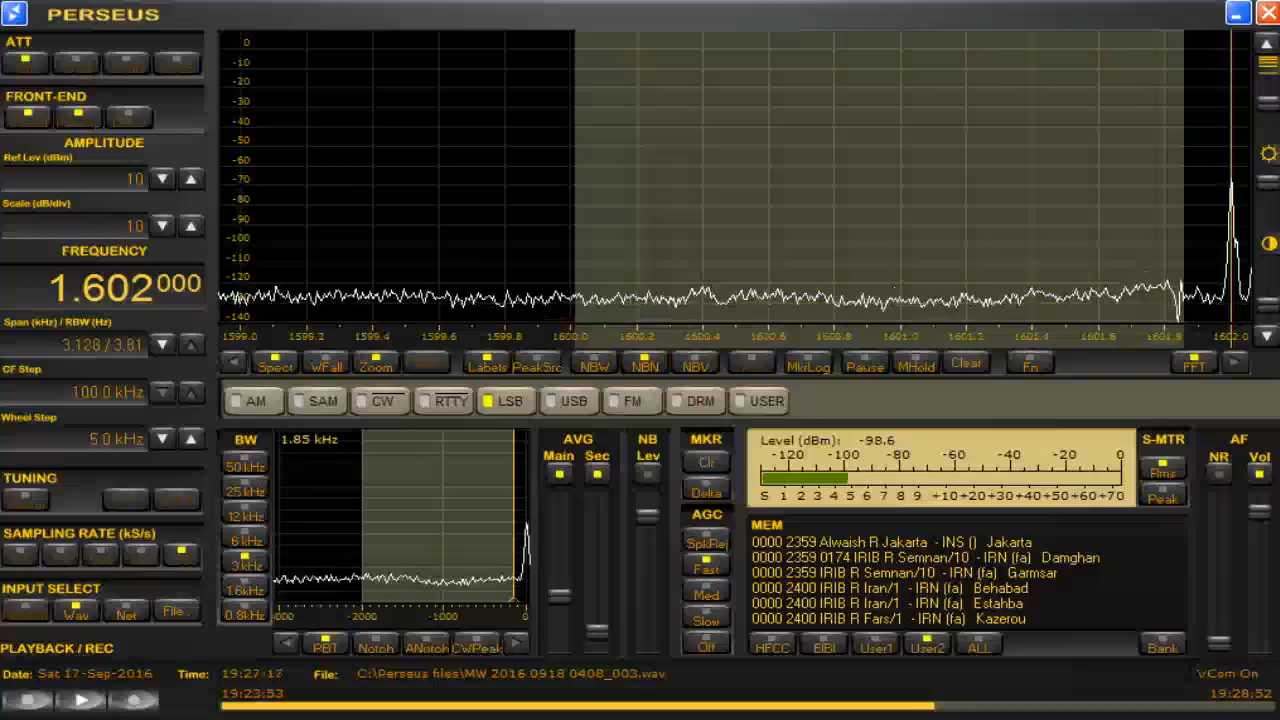 PERSEUS
ATT
FRONT-END
AMPLITUDE
Ref Lev (dBm)
10
Scale (dB/div)
10
FREQUENCY
1.602000
Span (kHz) / RBW (Hz)
3.128 / 3.81
CF Step
100.0 kHz
Wheel Step
5.0 kHz
TUNING
SAMPLING RATE (kS/s)
INPUT SELECT
Wav Net File..
PLAYBACK / REC
0
-10
-20
-30
-40
-50
-60
-70
-80
-90
-100
-110
-120
-140
1599.0 1599.2 1599.4 1599.6 1599.8 1600.0 1600.2 1600.4 1600.6 1600.8 1601.0 1601.2 1601.4 1601.6 1601.8 1602.0
Spect WFall Zoom Labels PeakSrc NBW NBN NBV MkrLog Pause MHold Clear Fn FFT
AM SAM CW RTTY LSB USB FM DRM USER
BW
50 kHz
25 kHz
12 kHz
6 kHz
3 kHz
1.6kHz
0.8kHz
1.85 kHz
-2000 -1000 0
PBT Notch ANotch CwPeak
AVG
Main Sec
NB
Lev
MKR
Clr
Delta
AGC
SpkRej
Fast
Med
Slow
Off
Level (dBm): -98.6
-120 -100 -80 -60 -40 -20 0
S 1 2 3 4 5 6 7 8 9 +10+20+30+40+50+60+70
S-MTR
Rms
Peak
AF
NR Vol
MEM
0000 2359 Alwaish R Jakarta - INS () Jakarta
0000 2359 0174 IRIB R Semnan/10 - IRN (fa) Damghan
0000 2359 IRIB R Semnan/10 - IRN (fa) Garmsar
0000 2400 IRIB R Iran/1 - IRN (fa) Behabad
0000 2400 IRIB R Iran/1 - IRN (fa) Estahba
0000 2400 IRIB R Fars/1 - IRN (fa) Kazerou
HFCC EIBI User1 User2 ALL Bank
Date: Sat 17-Sep-2016 Time: 19:27:17 File: C:\Perseus files\MW 2016 0918 0408_003.wav VCom On
19:23:53 19:28:52